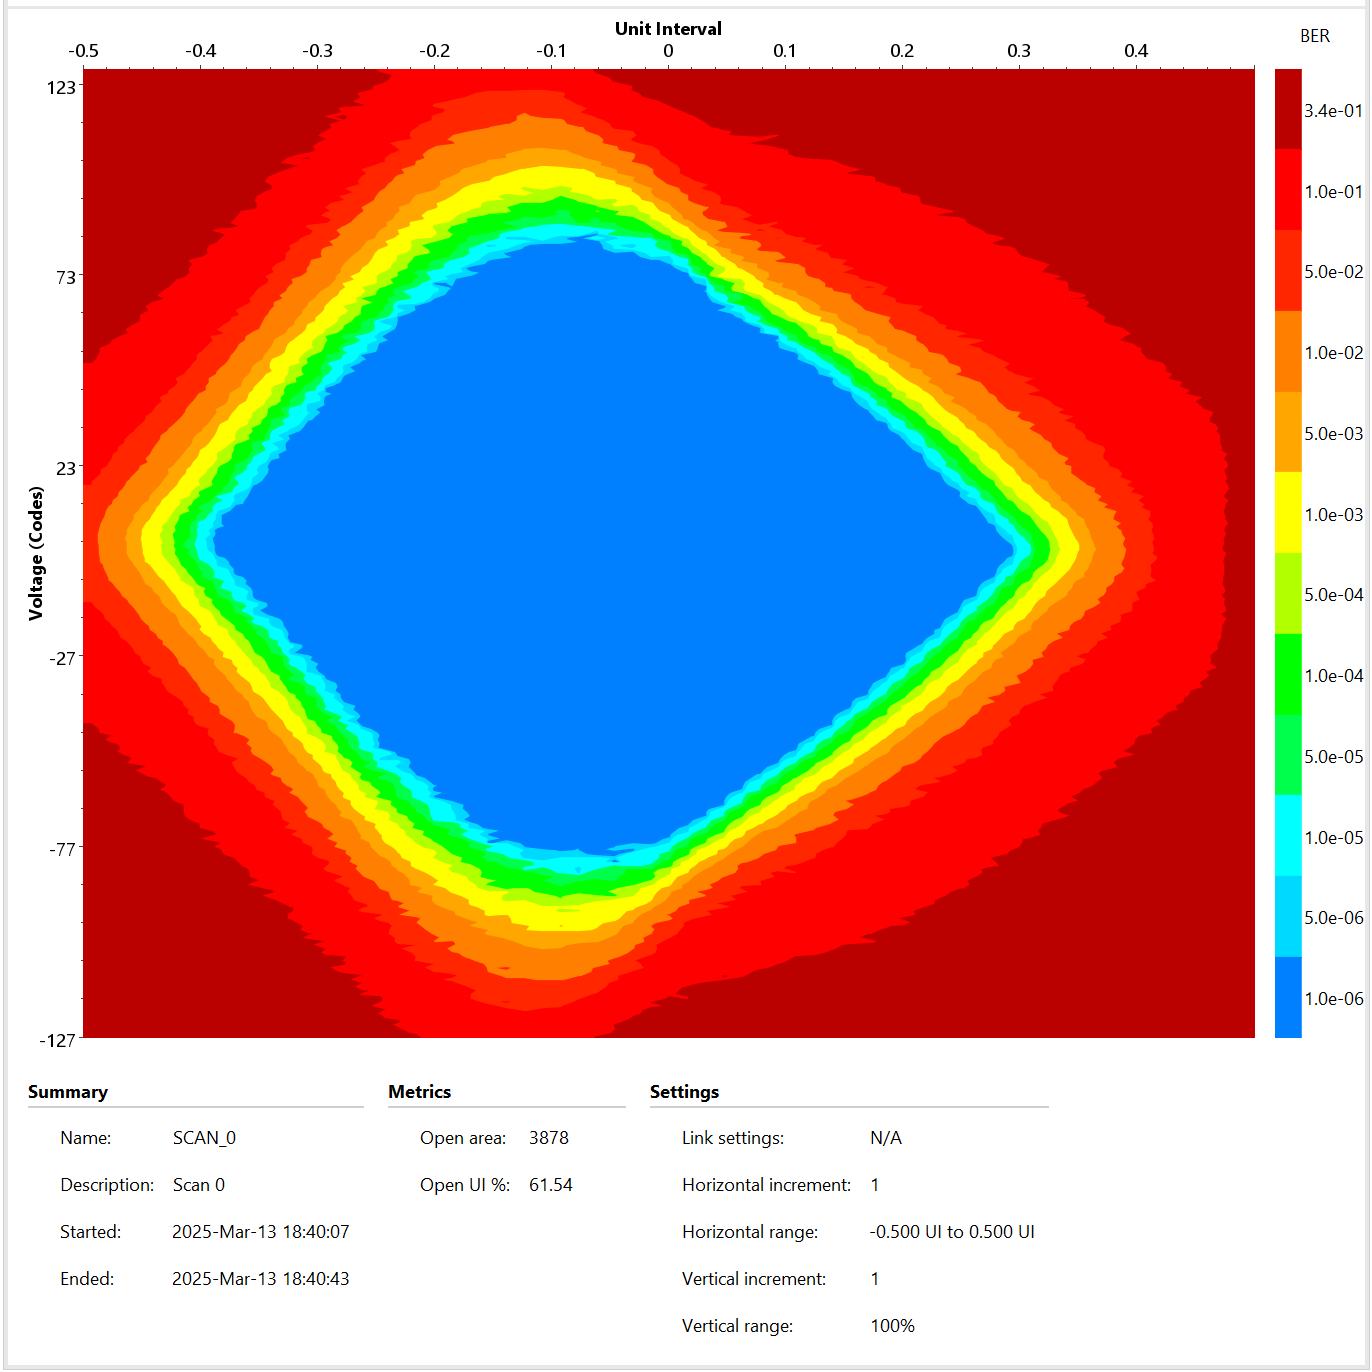 Unit Interval
BER
-0.5 -0.4 -0.3 -0.2 -0.1 0 0.1 0.2 0.3 0.4
123
73
23
-27
-77
-127
Voltage (Codes)
3.4e-01
1.0e-01
5.0e-02
1.0e-02
5.0e-03
1.0e-03
5.0e-04
1.0e-04
5.0e-05
1.0e-05
5.0e-06
1.0e-06
Summary
Name: SCAN_0
Description: Scan 0
Started: 2025-Mar-13 18:40:07
Ended: 2025-Mar-13 18:40:43
Metrics
Open area: 3878
Open UI %: 61.54
Settings
Link settings: N/A
Horizontal increment: 1
Horizontal range: -0.500 UI to 0.500 UI
Vertical increment: 1
Vertical range: 100%